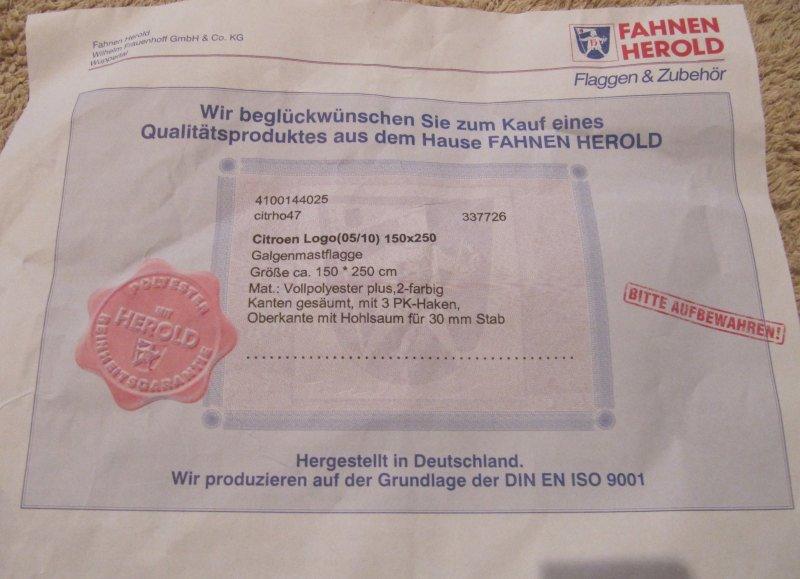 Fahnen Herold
Wilhelm Frauenhoff GmbH & Co. KG
Wuppertal
FAHNEN
HEROLD
Flaggen & Zubehör
Wir beglückwünschen Sie zum Kauf eines
Qualitätsproduktes aus dem Hause FAHNEN HEROLD
4100144025
citrho47 337726
Citroen Logo(05/10) 150x250
Galgenmastflagge
Größe ca. 150 * 250 cm
Mat.: Vollpolyester plus,2-farbig
Kanten gesäumt, mit 3 PK-Haken,
Oberkante mit Hohlsaum für 30 mm Stab
POLYESTER
MIT
HEROLD
REINHEITSGARANTIE
BITTE AUFBEWAHREN!
Hergestellt in Deutschland.
Wir produzieren auf der Grundlage der DIN EN ISO 9001